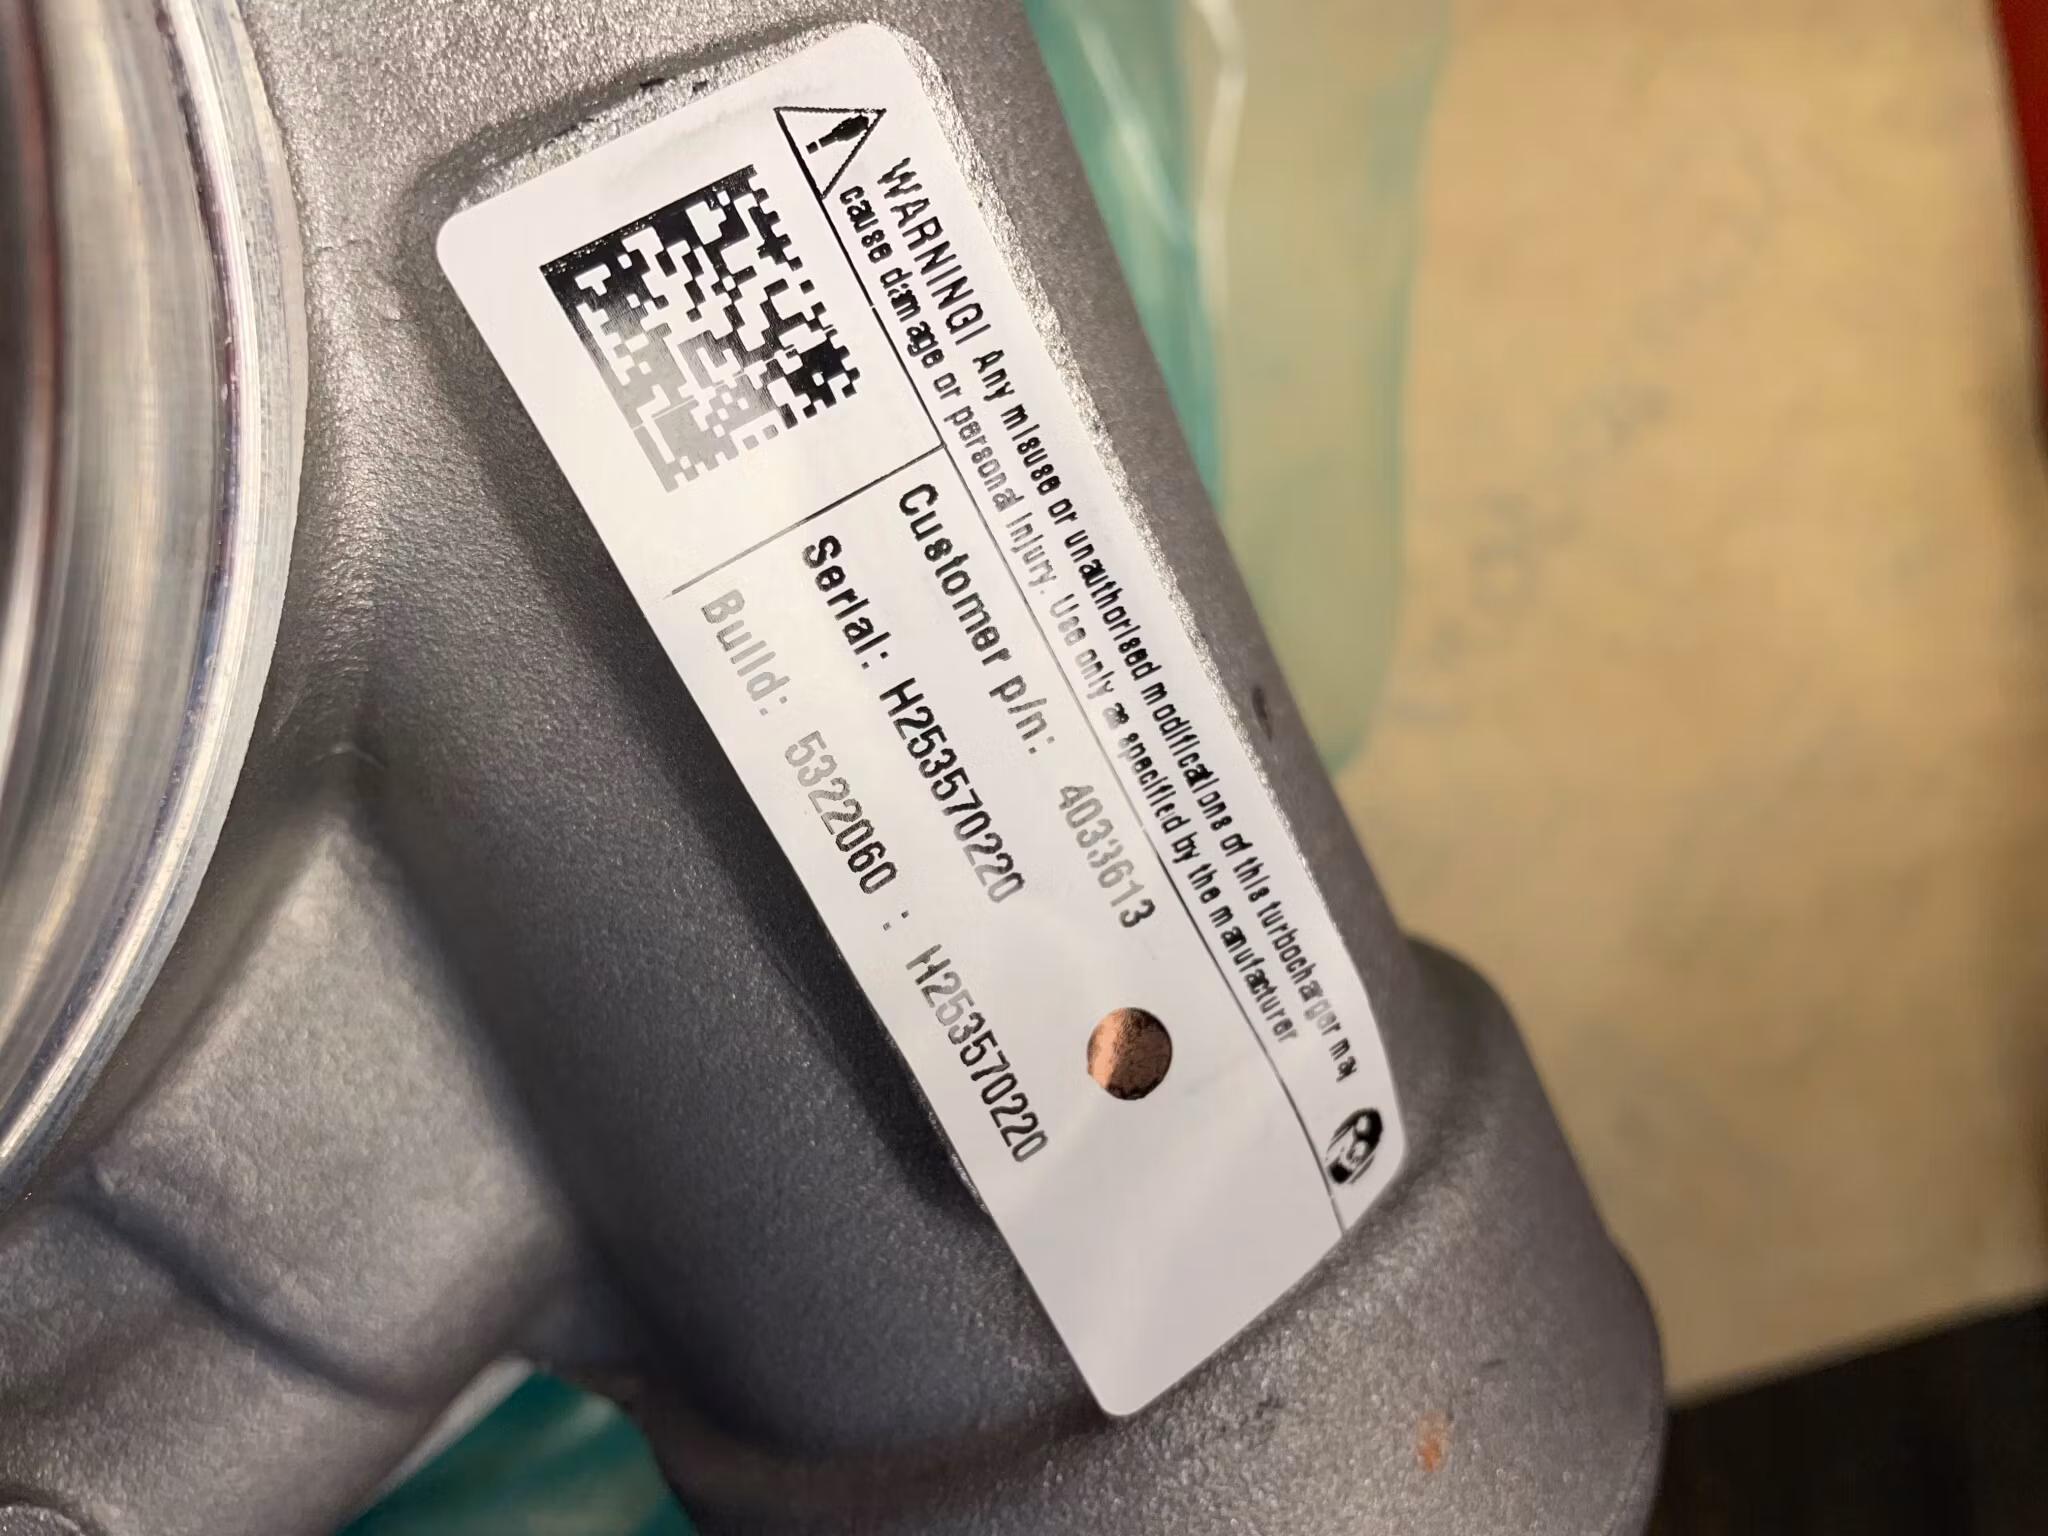 WARNING! Any misuse or unauthorised modifications of this turbocharger may
cause damage or personal injury. Use only as specified by the manufacturer
Customer p/n: 4033613
Serial: H253570220
Build: 5322060 : H253570220